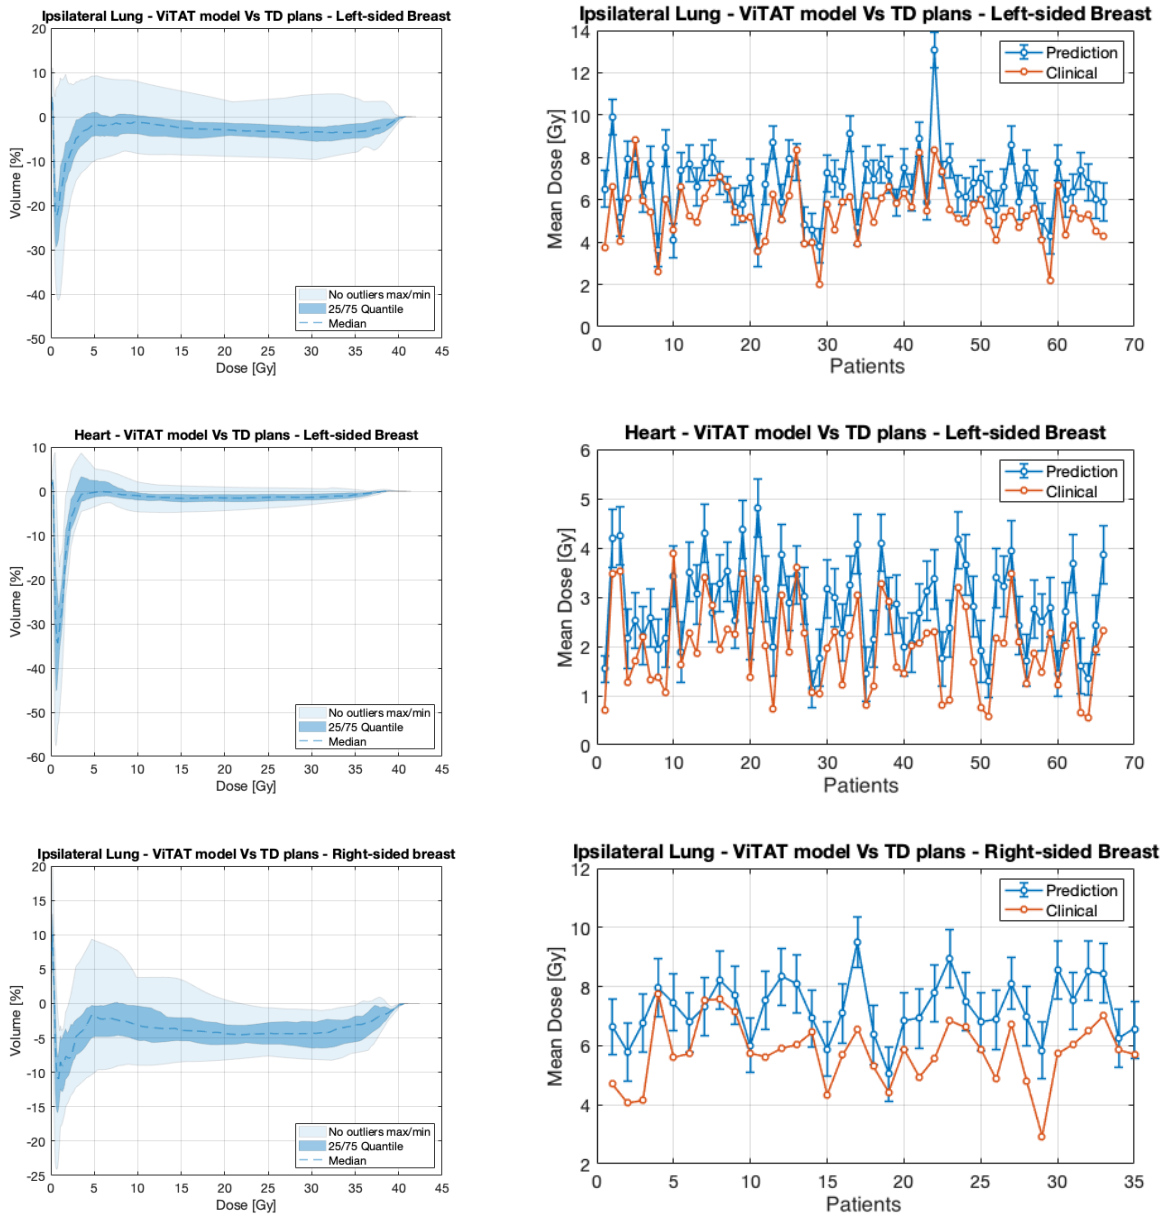 Ipsilateral Lung - ViTAT model Vs TD plans - Left-sided Breast
20
10
0
-10
-20
-30
-40
-50
Volume [%]
No outliers max/min
25/75 Quantile
Median
0 5 10 15 20 25 30 35 40 45
Dose [Gy]
Ipsilateral Lung - ViTAT model Vs TD plans - Left-sided Breast
14
12
10
8
6
4
2
0
Mean Dose [Gy]
Prediction
Clinical
0 10 20 30 40 50 60 70
Patients
Heart - ViTAT model Vs TD plans - Left-sided Breast
10
0
-10
-20
-30
-40
-50
-60
Volume [%]
No outliers max/min
25/75 Quantile
Median
0 5 10 15 20 25 30 35 40 45
Dose [Gy]
Heart - ViTAT model Vs TD plans - Left-sided Breast
6
5
4
3
2
1
0
Mean Dose [Gy]
Prediction
Clinical
0 10 20 30 40 50 60 70
Patients
Ipsilateral Lung - ViTAT model Vs TD plans - Right-sided breast
20
15
10
5
0
-5
-10
-15
-20
-25
Volume [%]
No outliers max/min
25/75 Quantile
Median
0 5 10 15 20 25 30 35 40 45
Dose [Gy]
Ipsilateral Lung - ViTAT model Vs TD plans - Right-sided Breast
12
10
8
6
4
2
Mean Dose [Gy]
Prediction
Clinical
0 5 10 15 20 25 30 35
Patients